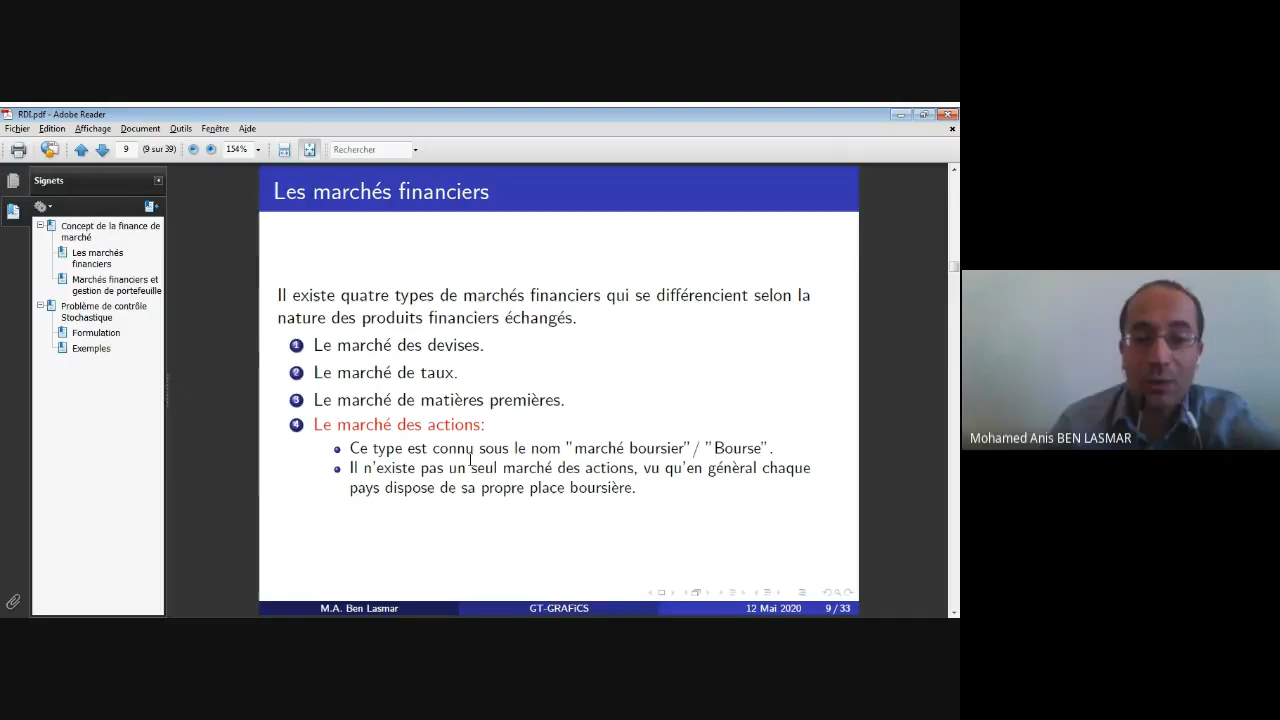 RDI.pdf - Adobe Reader
Fichier Edition Affichage Document Outils Fenêtre Aide
9 (9 sur 39) 154% Rechercher
Signets
Concept de la finance de
marché
Les marchés
financiers
Marchés financiers et
gestion de portefeuille
Problème de contrôle
Stochastique
Formulation
Exemples
Les marchés financiers
Il existe quatre types de marchés financiers qui se différencient selon la
nature des produits financiers échangés.
1 Le marché des devises.
2 Le marché de taux.
3 Le marché de matières premières.
4 Le marché des actions:
Ce type est connu sous le nom "marché boursier"/ "Bourse".
Il n'existe pas un seul marché des actions, vu qu'en génèral chaque
pays dispose de sa propre place boursière.
M.A. Ben Lasmar GT-GRAFiCS 12 Mai 2020 9 / 33
Mohamed Anis BEN LASMAR